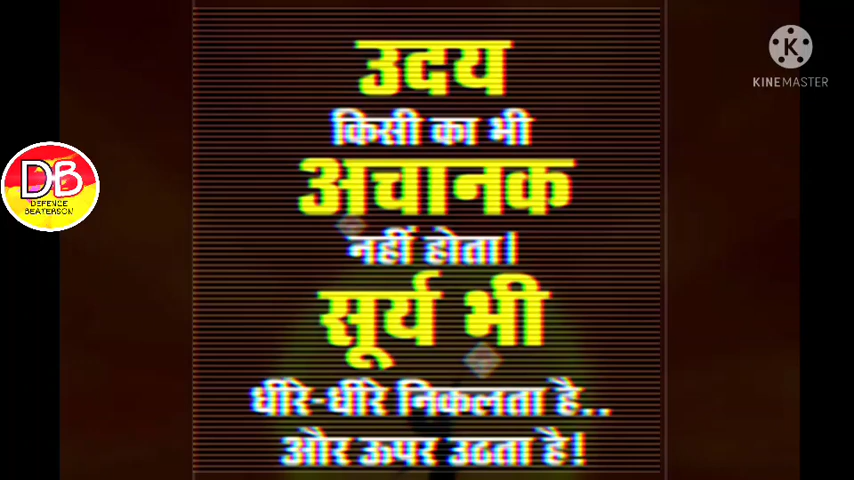 उदय
किसी का भी
अचानक
नहीं होता।
सूर्य भी
धीरे-धीरे निकलता है..
और ऊपर उठता है!
K
KINEMASTER
DB
DEFENCE
BEATERSON